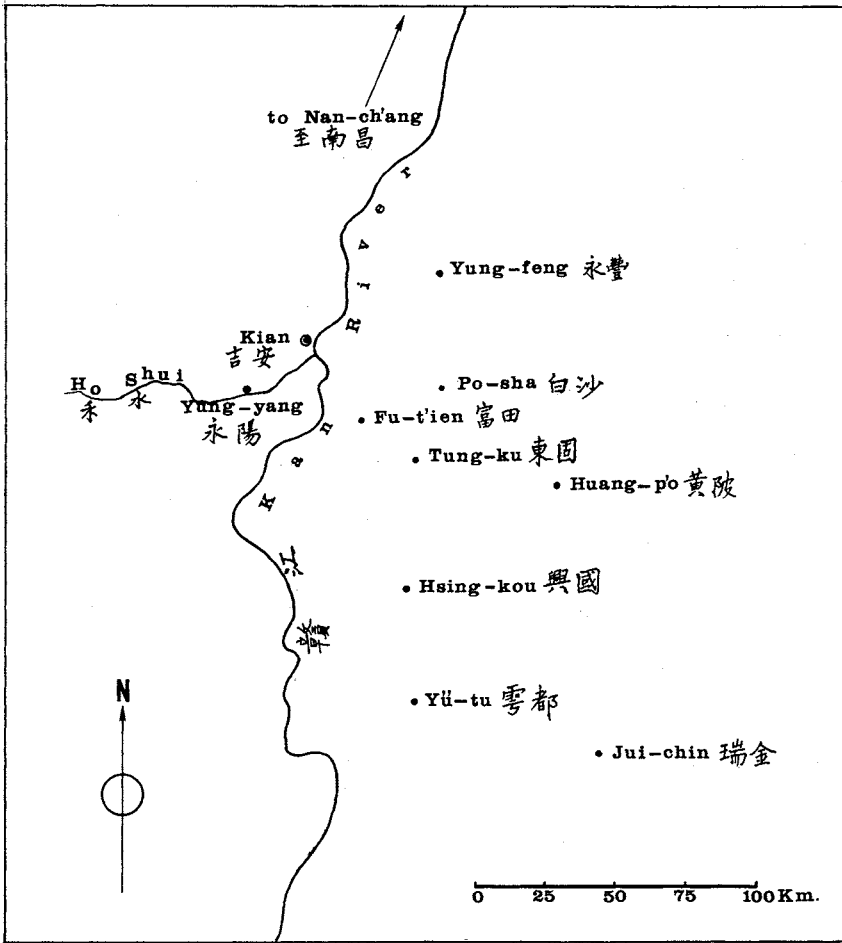 to Nan-ch'ang
至南昌
Yung-feng 永豐
Kian
吉安
Ho Shui
禾水
Yung-yang
永陽
Po-sha 白沙
Fu-t'ien 富田
Tung-ku 東固
Huang-p'o 黃陂
Kan River
贛江
Hsing-kou 興國
Yü-tu 雩都
Jui-chin 瑞金
N
0 25 50 75 100 Km.